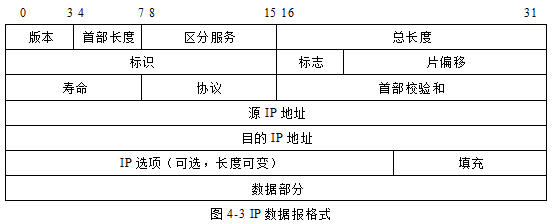 0 3 4 7 8 15 16 31
版本 首部长度 区分服务 总长度
标识 标志 片偏移
寿命 协议 首部校验和
源 IP 地址
目的 IP 地址
IP 选项（可选，长度可变） 填充
数据部分
图 4-3 IP 数据报格式